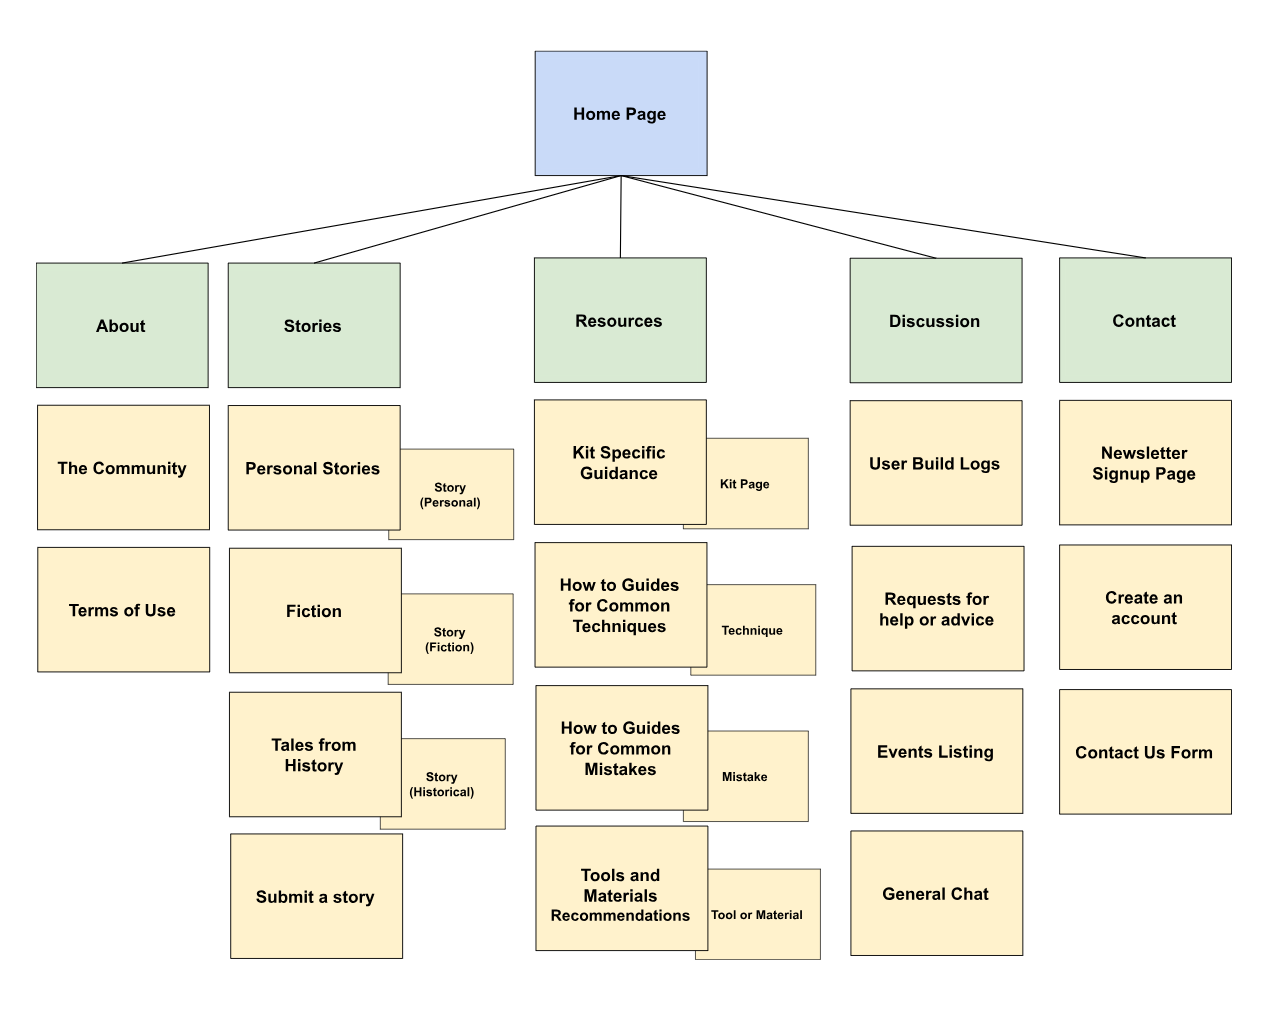 Home Page
About
Stories
Resources
Discussion
Contact
The Community
Terms of Use
Personal Stories
Story
(Personal)
Fiction
Story
(Fiction)
Tales from
History
Story
(Historical)
Submit a story
Kit Specific
Guidance
Kit Page
How to Guides
for Common
Techniques
Technique
How to Guides
for Common
Mistakes
Mistake
Tools and
Materials
Recommendations
Tool or Material
User Build Logs
Requests for
help or advice
Events Listing
General Chat
Newsletter
Signup Page
Create an
account
Contact Us Form